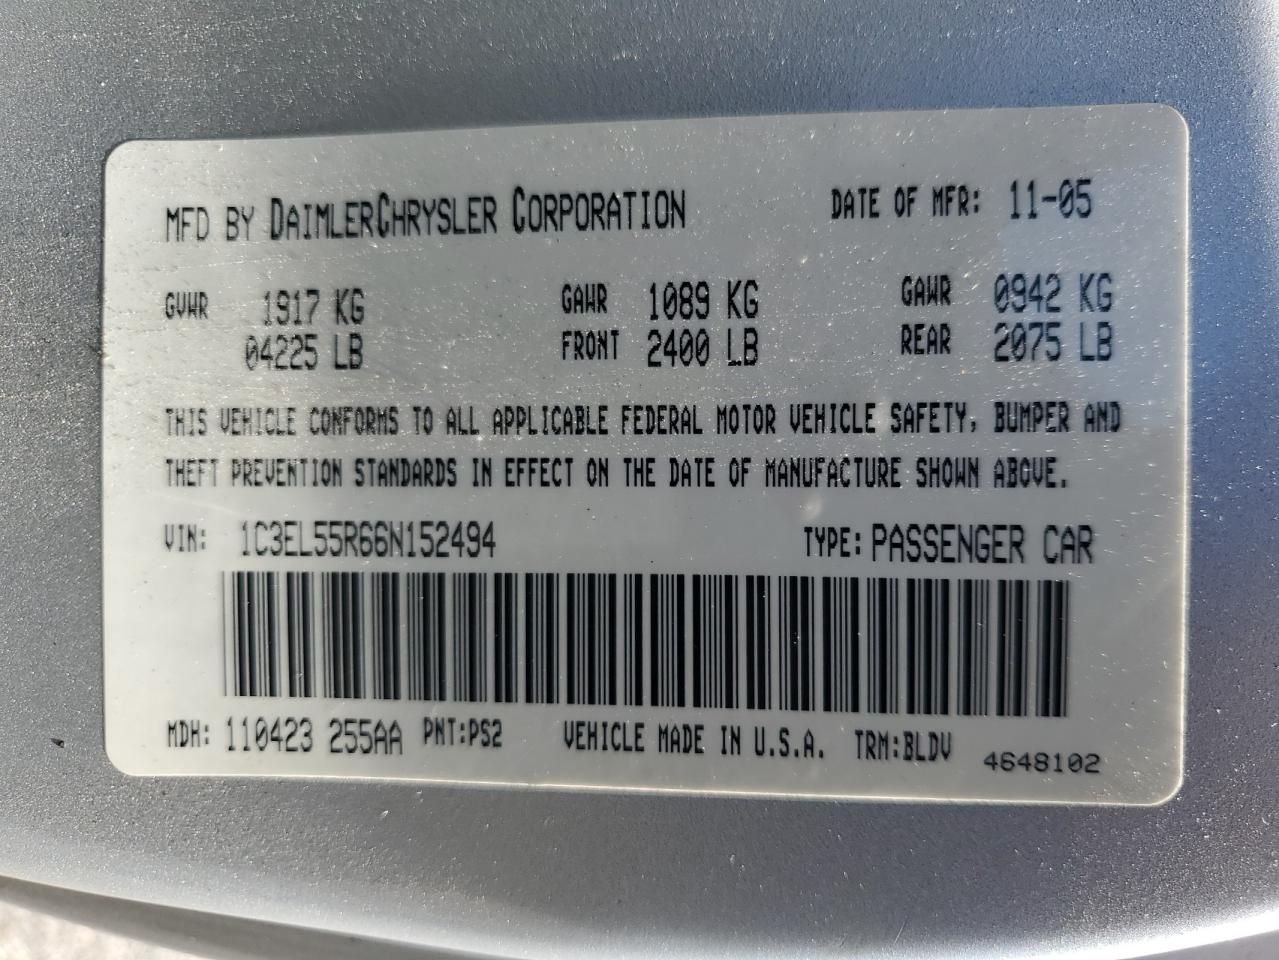 MFD BY DAIMLERCHRYSLER CORPORATION DATE OF MFR: 11-05
GVWR 1917 KG GAWR 1089 KG GAWR 0942 KG
04225 LB FRONT 2400 LB REAR 2075 LB
THIS VEHICLE CONFORMS TO ALL APPLICABLE FEDERAL MOTOR VEHICLE SAFETY, BUMPER AND
THEFT PREVENTION STANDARDS IN EFFECT ON THE DATE OF MANUFACTURE SHOWN ABOVE.
VIN: 1C3EL55R66N152494 TYPE: PASSENGER CAR
MDH: 110423 255AA PNT:PS2 VEHICLE MADE IN U.S.A. TRM:BLDV 4648102